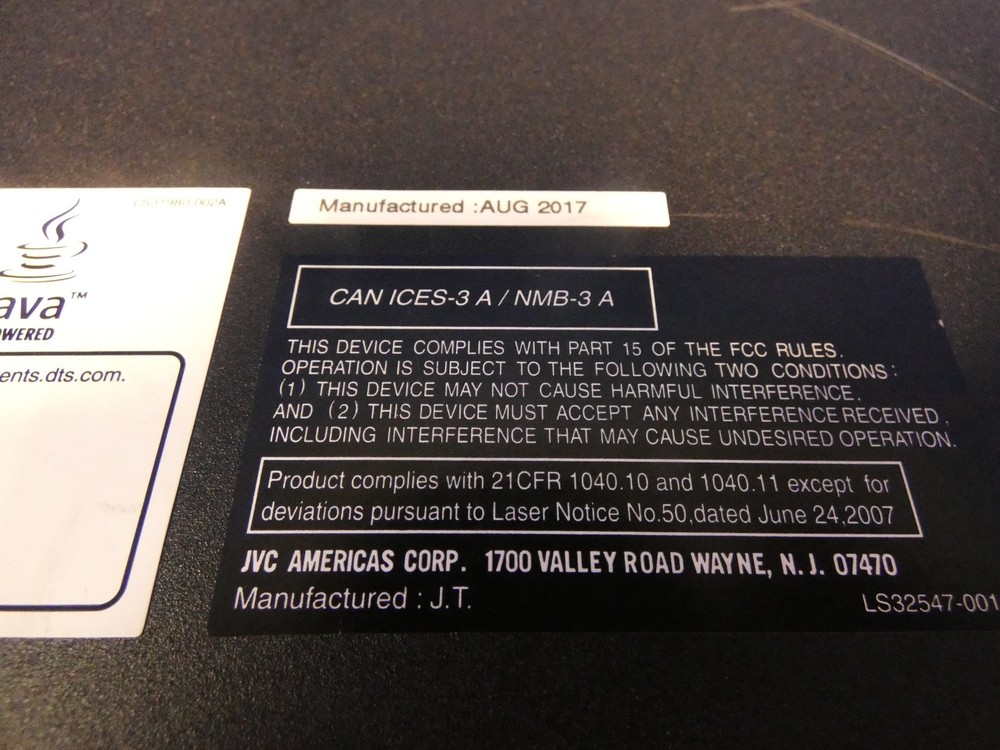 ava™
OWERED
ents.dts.com.
Manufactured :AUG 2017
CAN ICES-3 A / NMB-3 A
THIS DEVICE COMPLIES WITH PART 15 OF THE FCC RULES.
OPERATION IS SUBJECT TO THE FOLLOWING TWO CONDITIONS :
(1) THIS DEVICE MAY NOT CAUSE HARMFUL INTERFERENCE.
AND (2) THIS DEVICE MUST ACCEPT ANY INTERFERENCE RECEIVED,
INCLUDING INTERFERENCE THAT MAY CAUSE UNDESIRED OPERATION.
Product complies with 21CFR 1040.10 and 1040.11 except for
deviations pursuant to Laser Notice No.50,dated June 24,2007
JVC AMERICAS CORP. 1700 VALLEY ROAD WAYNE, N.J. 07470
Manufactured : J.T.
LS32547-001